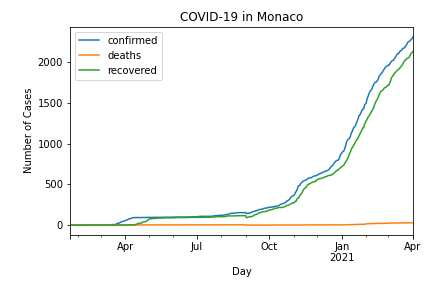 COVID-19 in Monaco
confirmed
deaths
recovered
Number of Cases
2000
1500
1000
500
0
Apr
Jul
Oct
Jan
2021
Apr
Day